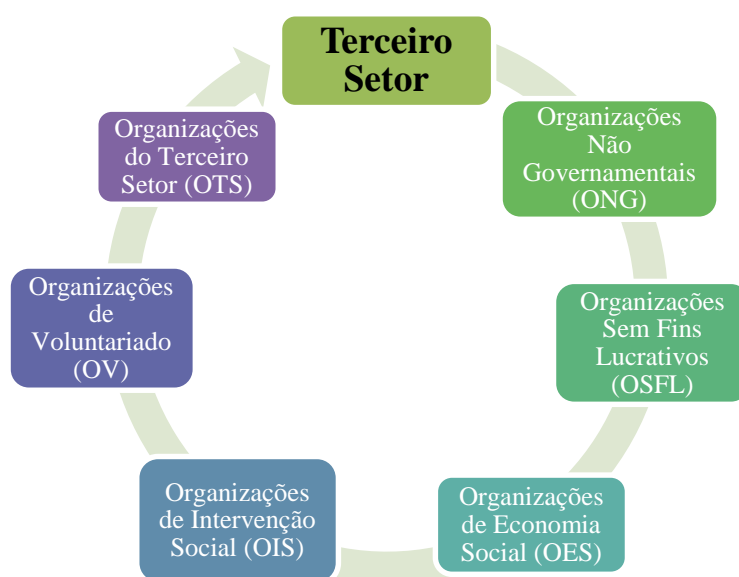 Terceiro
Setor
Organizações
Não
Governamentais
(ONG)
Organizações
Sem Fins
Lucrativos
(OSFL)
Organizações
de Economia
Social (OES)
Organizações
de Intervenção
Social (OIS)
Organizações
de
Voluntariado
(OV)
Organizações
do Terceiro
Setor (OTS)